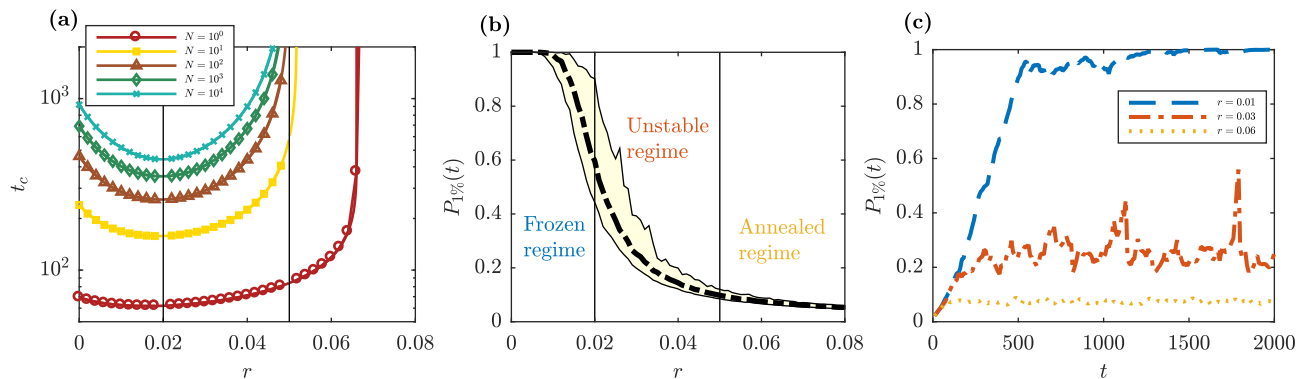 (a)
N = 10^0
N = 10^1
N = 10^2
N = 10^3
N = 10^4
10^3
10^2
t_c
0 0.02 0.04 0.06 0.08
r
(b)
1
0.8
0.6
0.4
0.2
0
P_{1%}(t)
Unstable
regime
Frozen
regime
Annealed
regime
0 0.02 0.04 0.06 0.08
r
(c)
1
0.8
0.6
0.4
0.2
0
P_{1%}(t)
r = 0.01
r = 0.03
r = 0.06
0 500 1000 1500 2000
t